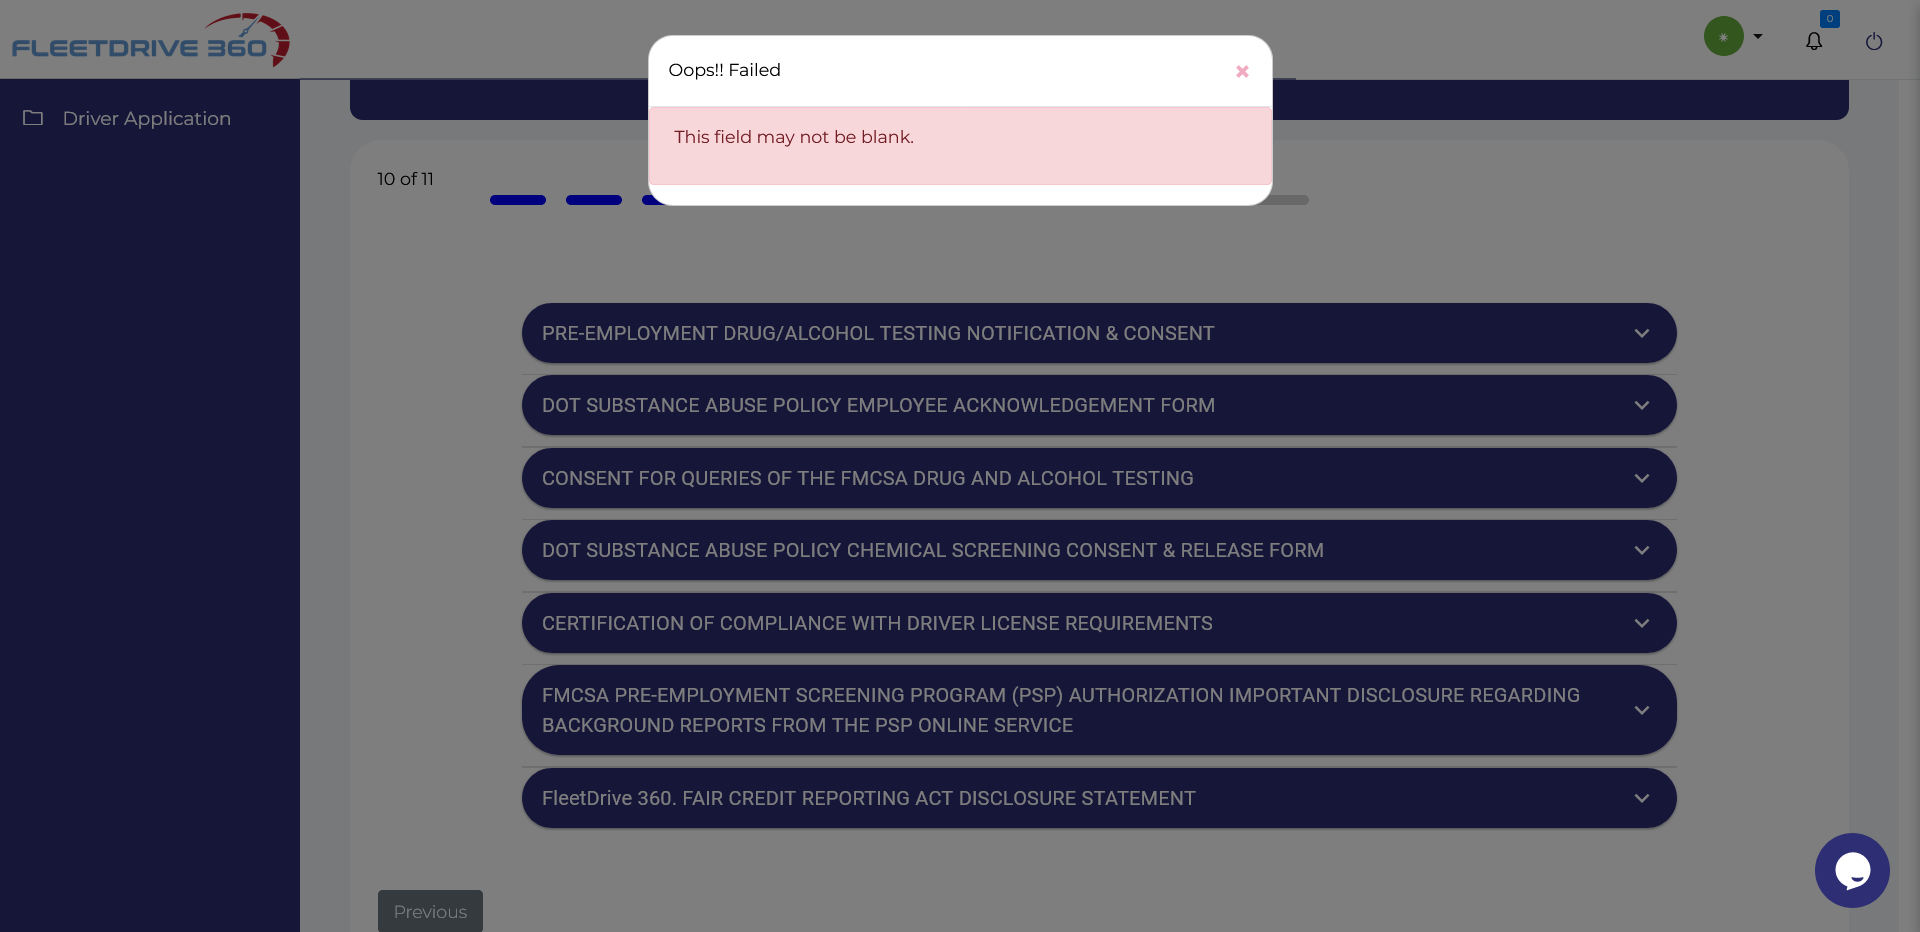 FLEETDRIVE 360
0
Oops!! Failed
This field may not be blank.
Driver Application
10 of 11
PRE-EMPLOYMENT DRUG/ALCOHOL TESTING NOTIFICATION & CONSENT
DOT SUBSTANCE ABUSE POLICY EMPLOYEE ACKNOWLEDGEMENT FORM
CONSENT FOR QUERIES OF THE FMCSA DRUG AND ALCOHOL TESTING
DOT SUBSTANCE ABUSE POLICY CHEMICAL SCREENING CONSENT & RELEASE FORM
CERTIFICATION OF COMPLIANCE WITH DRIVER LICENSE REQUIREMENTS
FMCSA PRE-EMPLOYMENT SCREENING PROGRAM (PSP) AUTHORIZATION IMPORTANT DISCLOSURE REGARDING
BACKGROUND REPORTS FROM THE PSP ONLINE SERVICE
FleetDrive 360. FAIR CREDIT REPORTING ACT DISCLOSURE STATEMENT
Previous